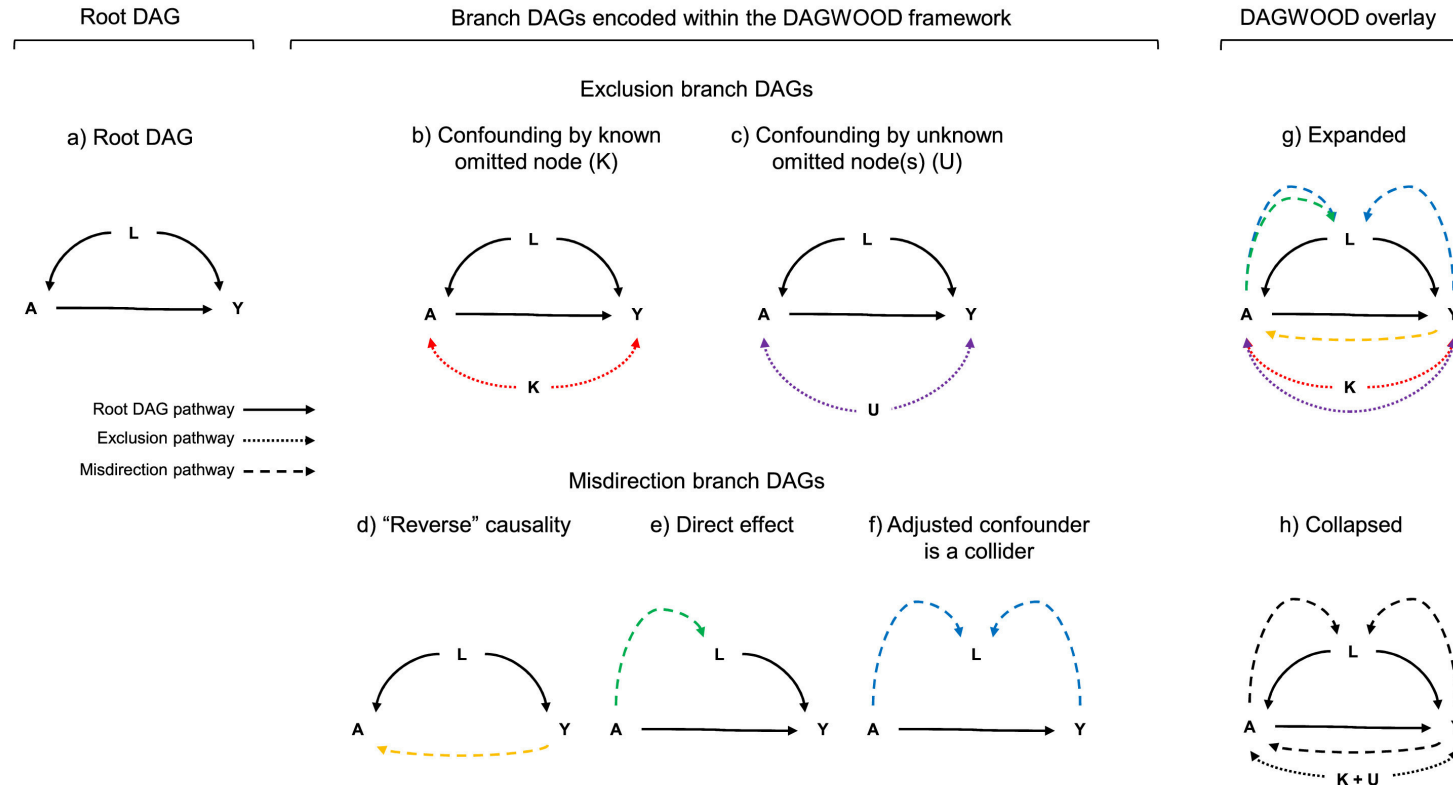 Root DAG
Branch DAGs encoded within the DAGWOOD framework
DAGWOOD overlay
Exclusion branch DAGs
a) Root DAG
b) Confounding by known
omitted node (K)
c) Confounding by unknown
omitted node(s) (U)
g) Expanded
L
A
Y
L
A
Y
K
L
A
Y
U
L
A
Y
K
Root DAG pathway
Exclusion pathway
Misdirection pathway
Misdirection branch DAGs
d) “Reverse” causality
e) Direct effect
f) Adjusted confounder
is a collider
h) Collapsed
L
A
Y
L
A
Y
L
A
Y
L
A
Y
K + U